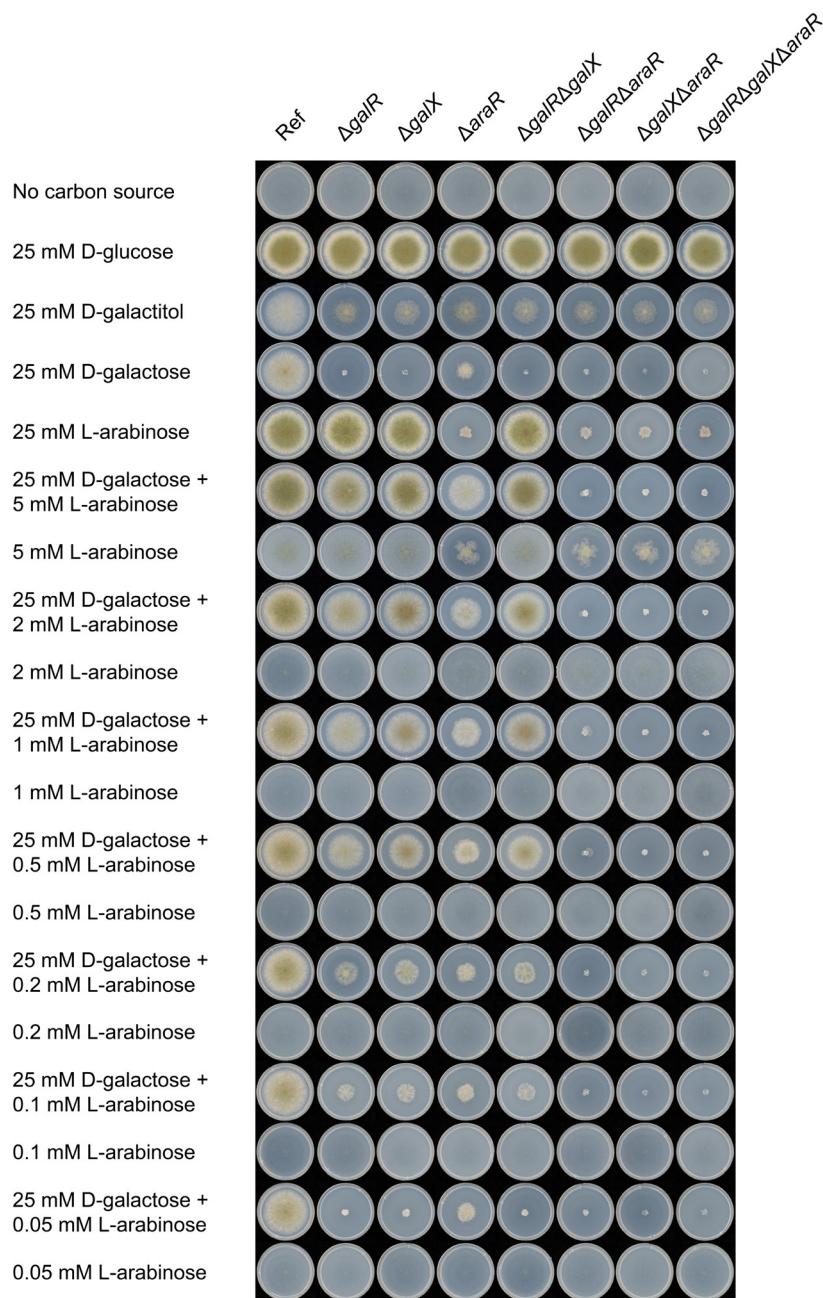 Ref
ΔgalR
ΔgalX
ΔaraR
ΔgalRΔgalX
ΔgalRΔaraR
ΔgalXΔaraR
ΔgalRΔgalXΔaraR
No carbon source
25 mM D-glucose
25 mM D-galactitol
25 mM D-galactose
25 mM L-arabinose
25 mM D-galactose +
5 mM L-arabinose
5 mM L-arabinose
25 mM D-galactose +
2 mM L-arabinose
2 mM L-arabinose
25 mM D-galactose +
1 mM L-arabinose
1 mM L-arabinose
25 mM D-galactose +
0.5 mM L-arabinose
0.5 mM L-arabinose
25 mM D-galactose +
0.2 mM L-arabinose
0.2 mM L-arabinose
25 mM D-galactose +
0.1 mM L-arabinose
0.1 mM L-arabinose
25 mM D-galactose +
0.05 mM L-arabinose
0.05 mM L-arabinose